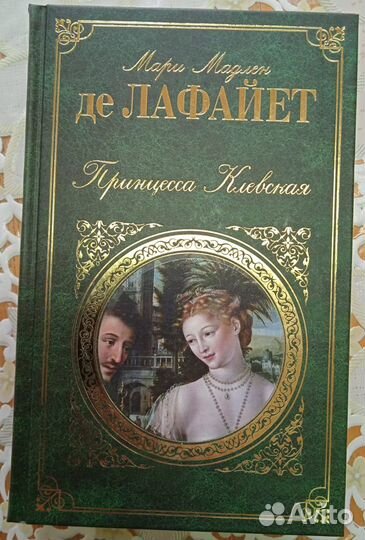 Мари Мадлен
де ЛАФАЙЕТ
Принцесса Клевская
Avito